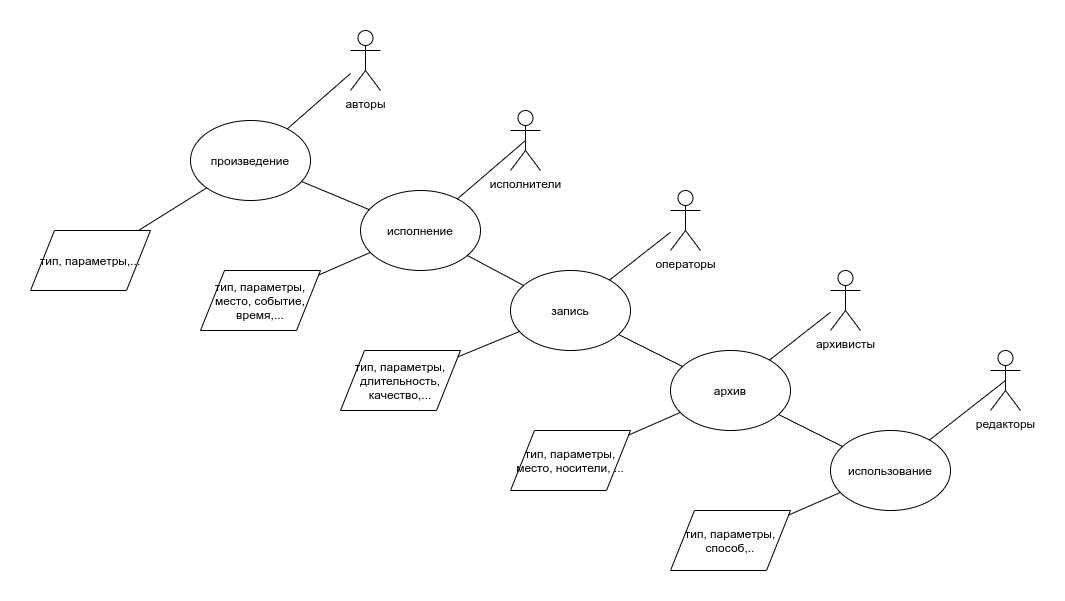 авторы
произведение
исполнители
тип, параметры,...
исполнение
операторы
тип, параметры,
место, событие,
время,...
запись
архивисты
тип, параметры,
длительность,
качество,...
архив
редакторы
тип, параметры,
место, носители, ...
использование
тип, параметры,
способ,..